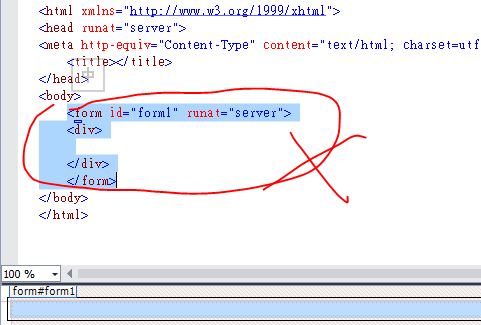 <html xmlns="http://www.w3.org/1999/xhtml">
<head runat="server">
<meta http-equiv="Content-Type" content="text/html; charset=utf
<title></title>
</head>
<body>
<form id="form1" runat="server">
<div>
</div>
</form>
</body>
</html>
100 %
form#form1